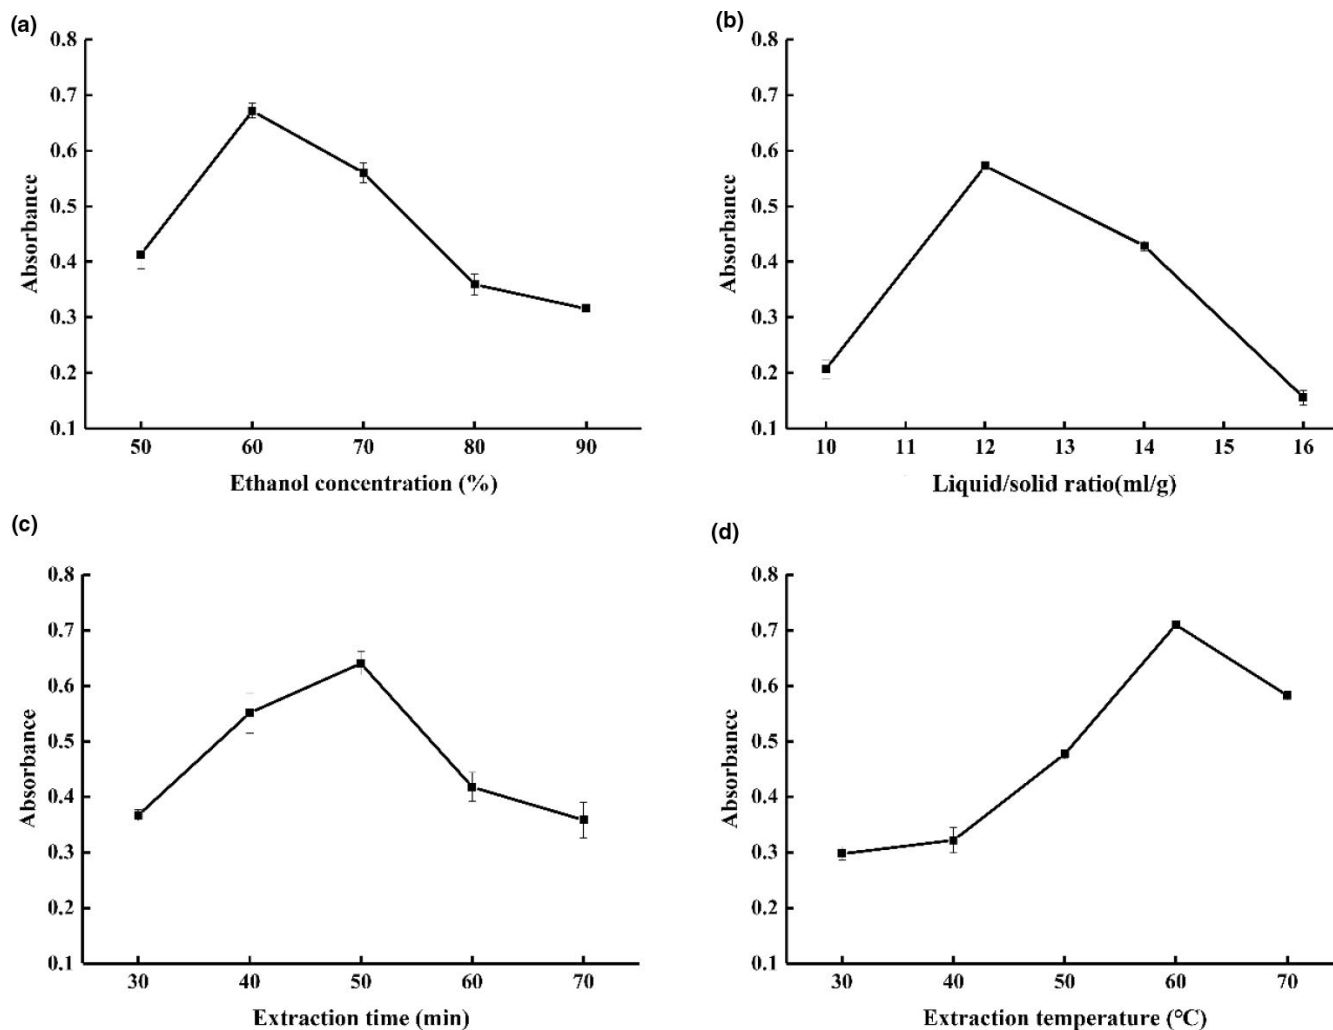 (a)
0.8
0.7
0.6
0.5
0.4
0.3
0.2
0.1
Absorbance
50 60 70 80 90
Ethanol concentration (%)
(b)
0.8
0.7
0.6
0.5
0.4
0.3
0.2
0.1
Absorbance
10 11 12 13 14 15 16
Liquid/solid ratio(ml/g)
(c)
0.8
0.7
0.6
0.5
0.4
0.3
0.2
0.1
Absorbance
30 40 50 60 70
Extraction time (min)
(d)
0.8
0.7
0.6
0.5
0.4
0.3
0.2
0.1
Absorbance
30 40 50 60 70
Extraction temperature (°C)